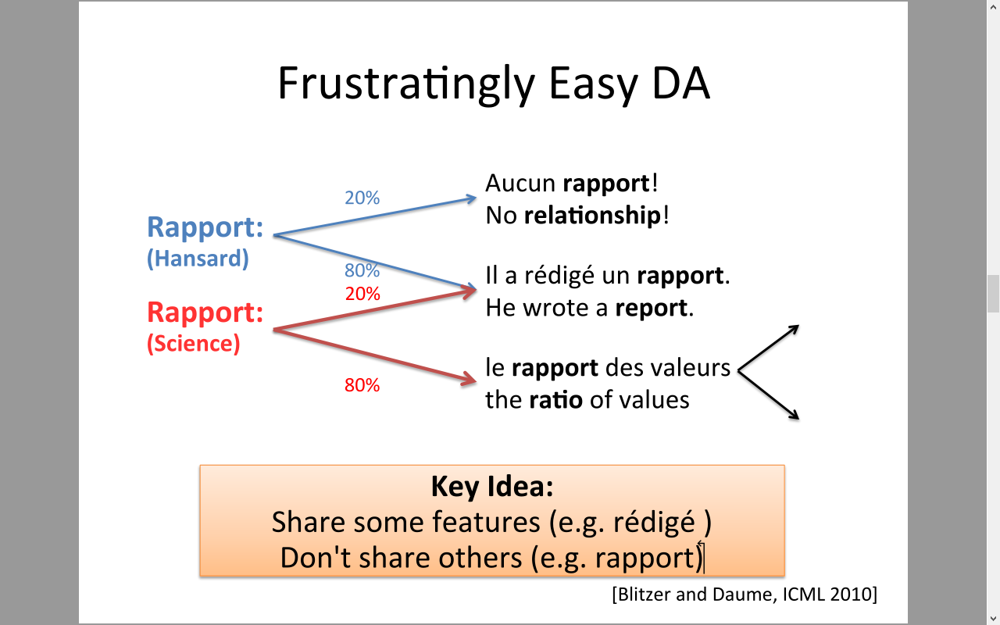 Frustratingly Easy DA
20%
Aucun rapport!
No relationship!
Rapport:
(Hansard)
80%
20%
Il a rédigé un rapport.
He wrote a report.
Rapport:
(Science)
80%
le rapport des valeurs
the ratio of values
Key Idea:
Share some features (e.g. rédigé )
Don't share others (e.g. rapport)
[Blitzer and Daume, ICML 2010]